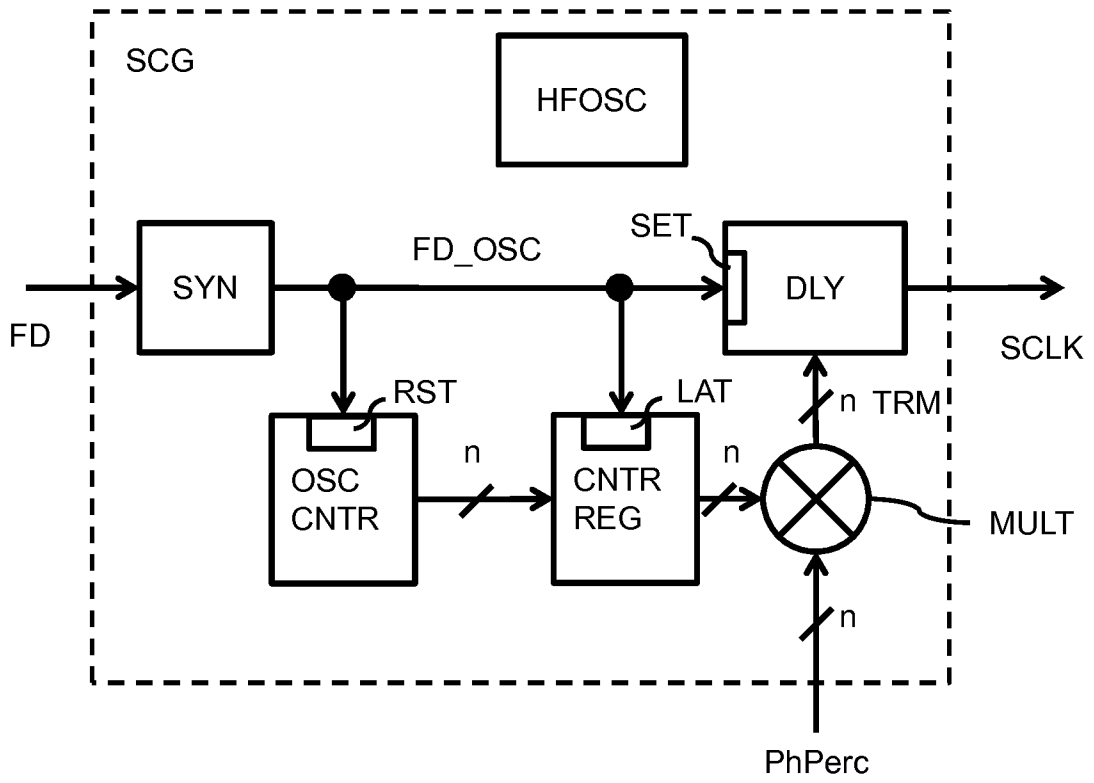 SCG
HFOSC
SET
FD_OSC
SYN
DLY
FD
SCLK
RST
LAT
n
TRM
n
n
OSC
CNTR
CNTR
REG
MULT
n
PhPerc